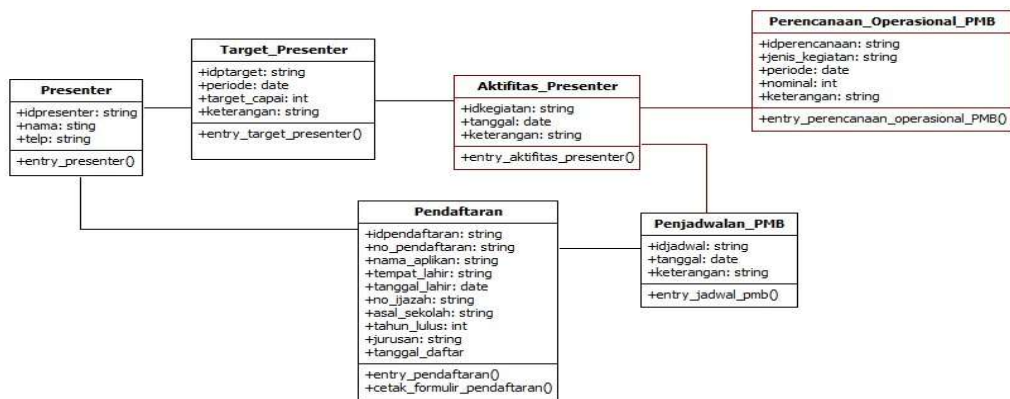 Presenter
+idpresenter: string
+nama: sting
+telp: string
+entry_presenter()
Target_Presenter
+idptarget: string
+periode: date
+target_capai: int
+keterangan: string
+entry_target_presenter()
Aktifitas_Presenter
+idkegiatan: string
+tanggal: date
+keterangan: string
+entry_aktifitas_presenter()
Perencanaan_Operasional_PMB
+idperencanaan: string
+jenis_kegiatan: string
+periode: date
+nominal: int
+keterangan: string
+entry_perencanaan_operasional_PMB()
Pendaftaran
+idpendaftaran: string
+no_pendaftaran: string
+nama_aplikan: string
+tempat_lahir: string
+tanggal_lahir: date
+no_ijazah: string
+asal_sekolah: string
+tahun_lulus: int
+jurusan: string
+tanggal_daftar
+entry_pendaftaran()
+cetak_formulir_pendaftaran()
Penjadwalan_PMB
+idjadwal: string
+tanggal: date
+keterangan: string
+entry_jadwal_pmb()